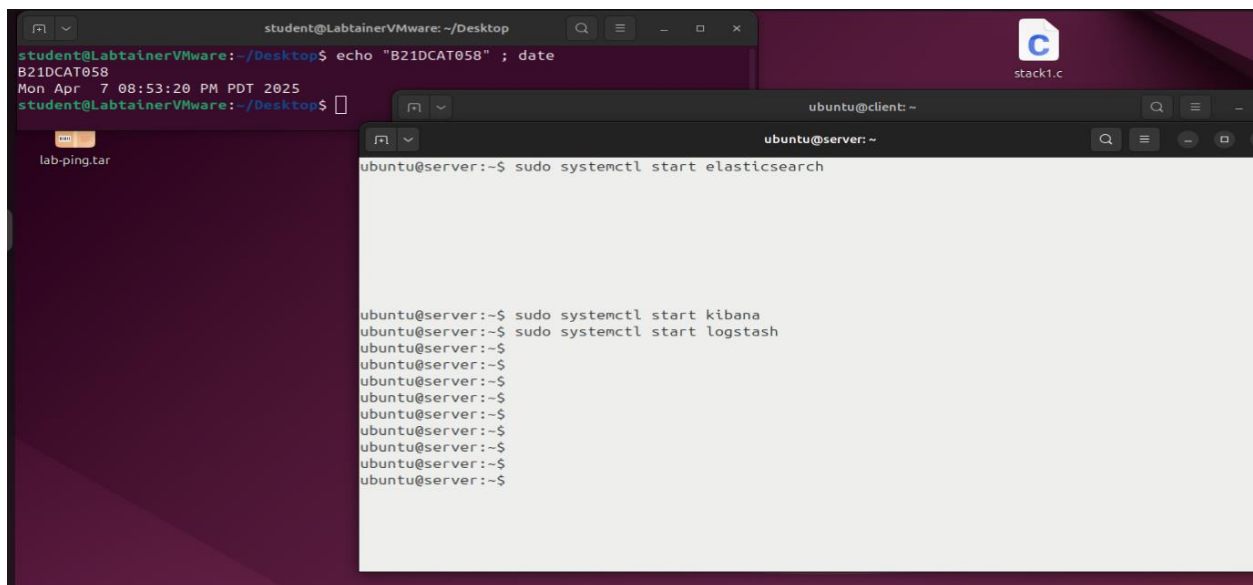 student@LabtainerVMware: ~/Desktop
student@LabtainerVMware:~/Desktop$ echo "B21DCAT058" ; date
B21DCAT058
Mon Apr  7 08:53:20 PM PDT 2025
student@LabtainerVMware:~/Desktop$
C
stack1.c
lab-ping.tar
ubuntu@client: ~
ubuntu@server: ~
ubuntu@server:~$ sudo systemctl start elasticsearch
ubuntu@server:~$ sudo systemctl start kibana
ubuntu@server:~$ sudo systemctl start logstash
ubuntu@server:~$
ubuntu@server:~$
ubuntu@server:~$
ubuntu@server:~$
ubuntu@server:~$
ubuntu@server:~$
ubuntu@server:~$
ubuntu@server:~$
ubuntu@server:~$